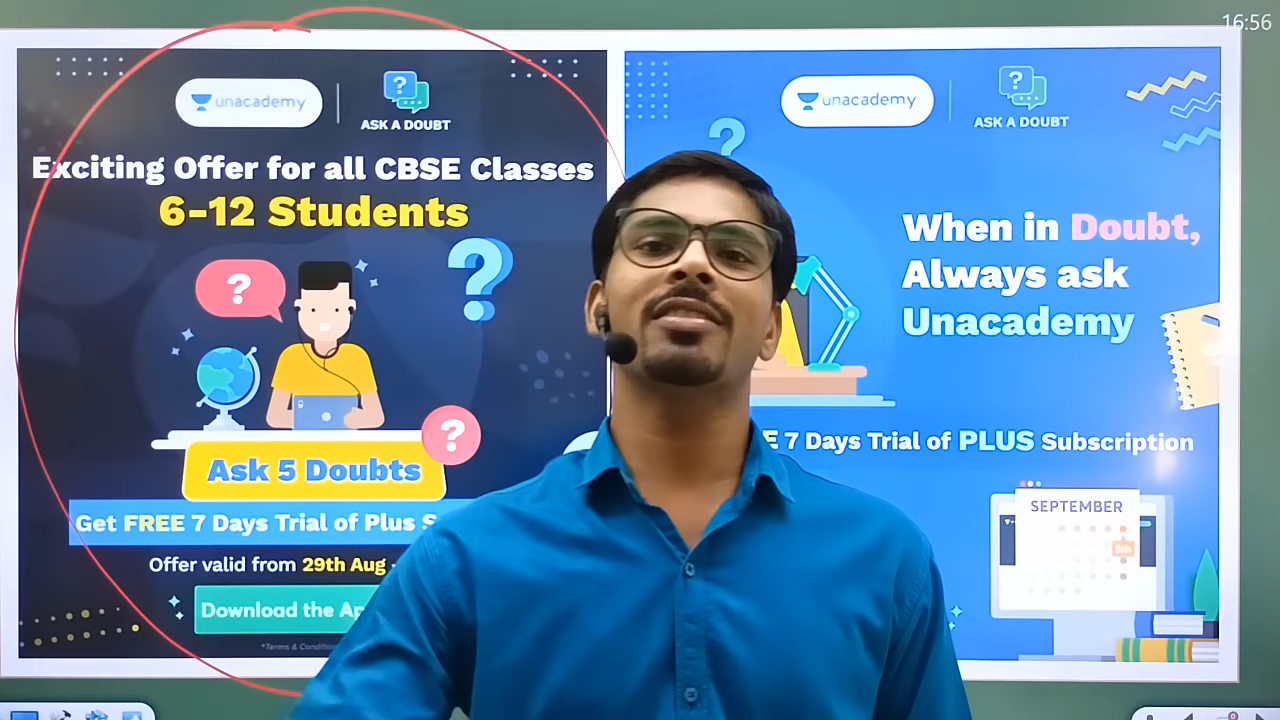 16:56
unacademy
ASK A DOUBT
Exciting Offer for all CBSE Classes
6-12 Students
?
?
?
Ask 5 Doubts
Get FREE 7 Days Trial of Plus
Offer valid from 29th Aug -
Download the
*Terms &
unacademy
ASK A DOUBT
?
When in Doubt,
Always ask
Unacademy
7 Days Trial of PLUS Subscription
SEPTEMBER
5th